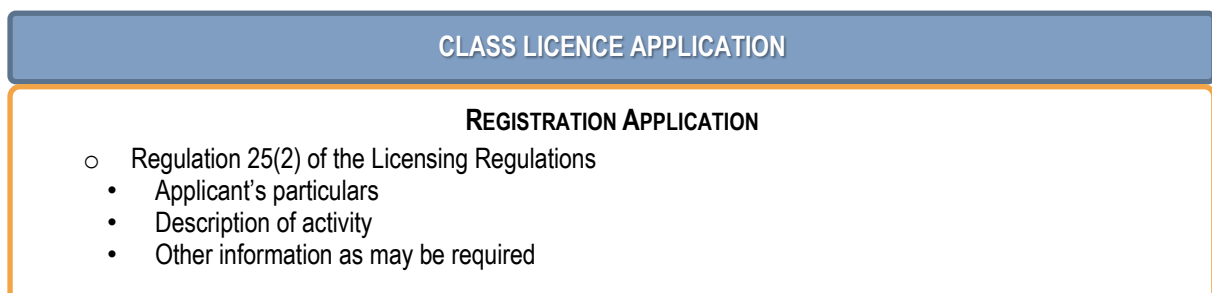 CLASS LICENCE APPLICATION
REGISTRATION APPLICATION
o Regulation 25(2) of the Licensing Regulations
• Applicant’s particulars
• Description of activity
• Other information as may be required